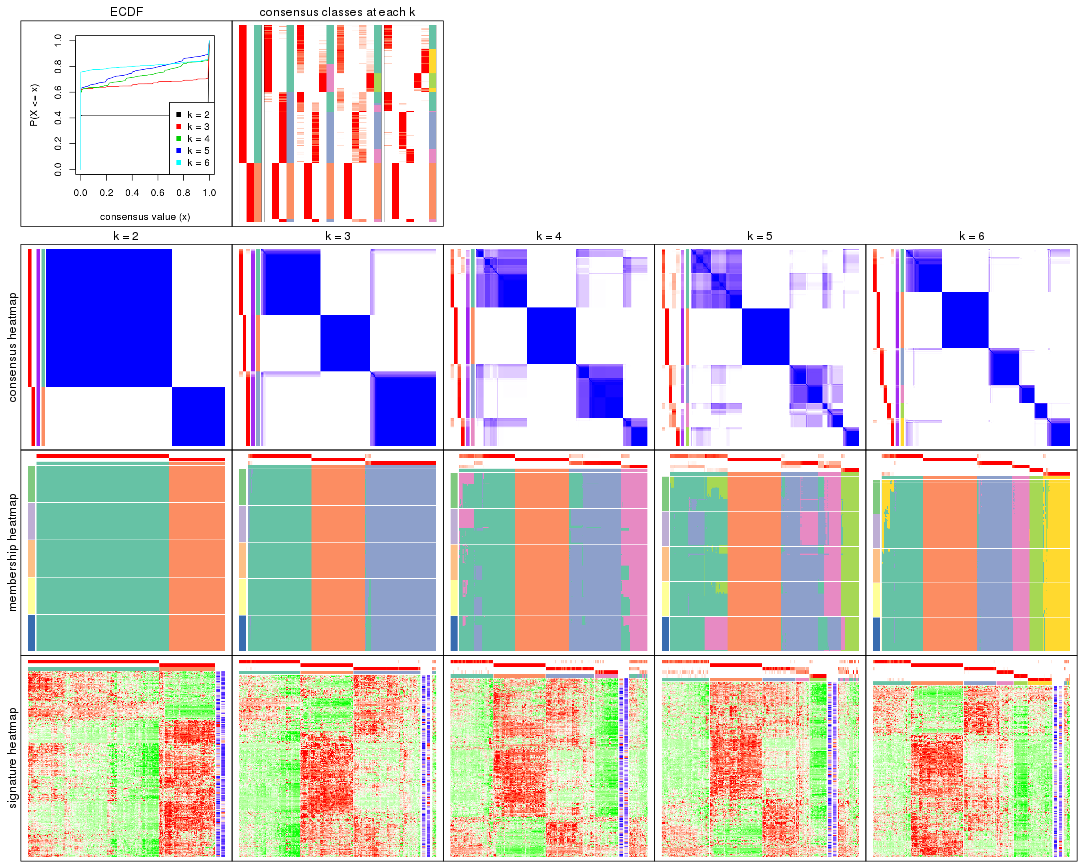 ECDF
consensus classes at each k
P(X <= x)
0.0 0.2 0.4 0.6 0.8 1.0
k = 2
k = 3
k = 4
k = 5
k = 6
0.0 0.2 0.4 0.6 0.8 1.0
consensus value (x)
k = 2
k = 3
k = 4
k = 5
k = 6
consensus heatmap
membership heatmap
signature heatmap